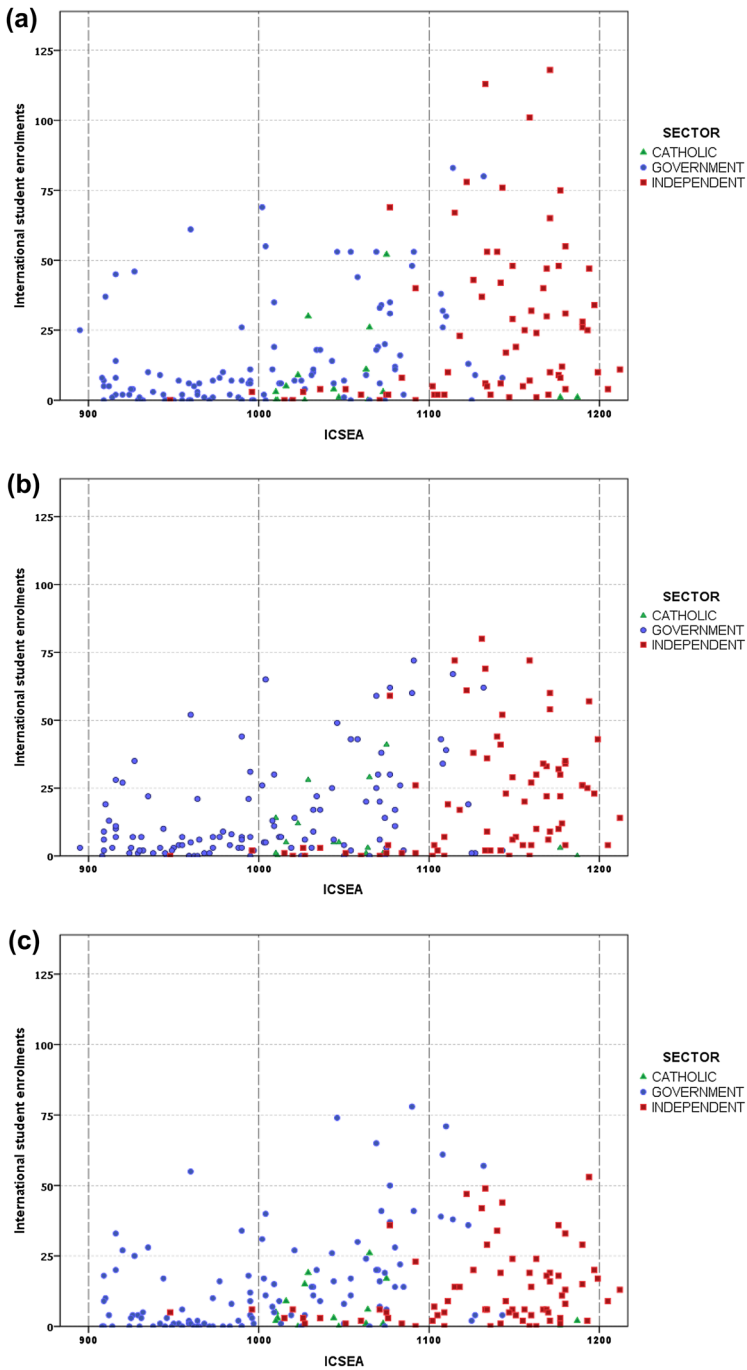 (a)
125
100
75
50
25
0
International student enrolments
900 1000 1100 1200
ICSEA
SECTOR
CATHOLIC
GOVERNMENT
INDEPENDENT
(b)
125
100
75
50
25
0
International student enrolments
900 1000 1100 1200
ICSEA
SECTOR
CATHOLIC
GOVERNMENT
INDEPENDENT
(c)
125
100
75
50
25
0
International student enrolments
900 1000 1100 1200
ICSEA
SECTOR
CATHOLIC
GOVERNMENT
INDEPENDENT